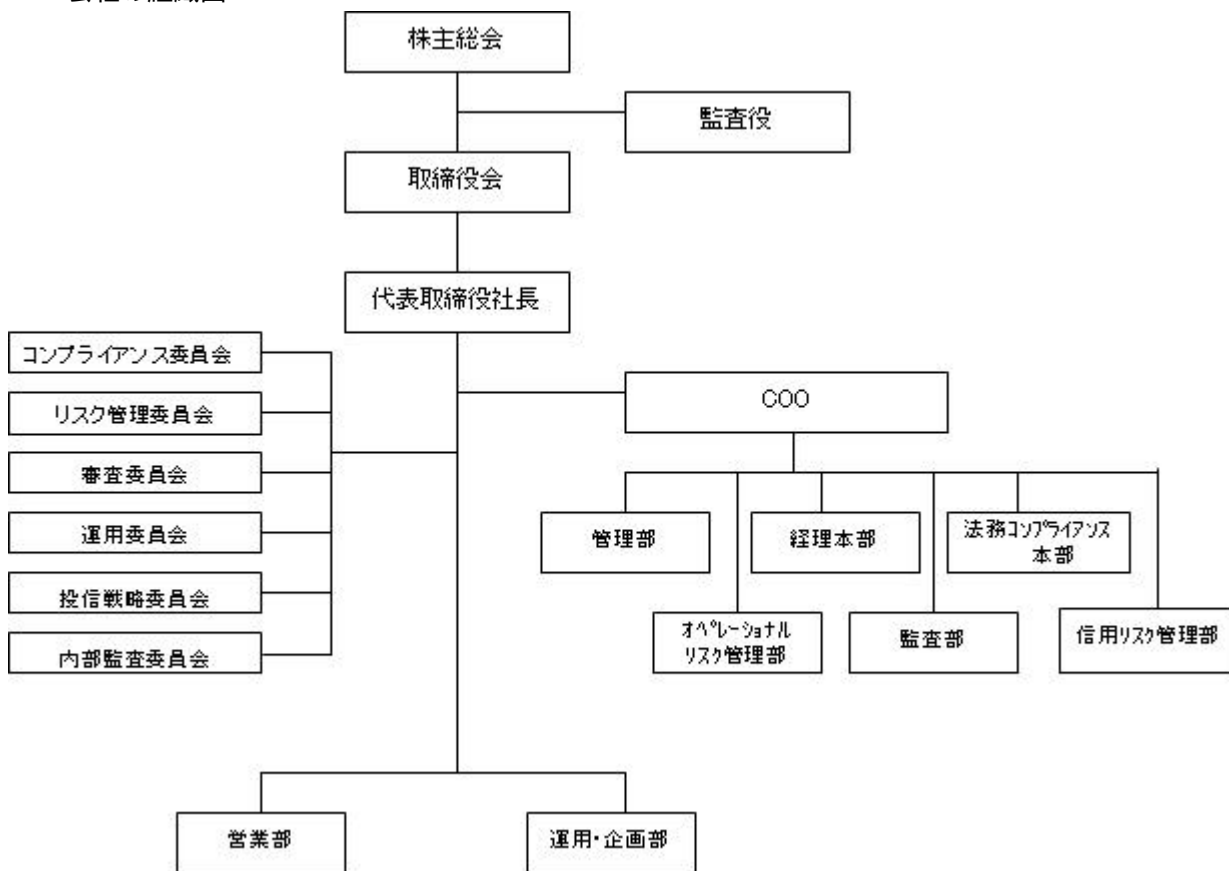 株主総会
監査役
取締役会
代表取締役社長
コンプライアンス委員会
リスク管理委員会
審査委員会
運用委員会
投信戦略委員会
内部監査委員会
COO
管理部
経理本部
法務ｺﾝﾌﾟﾗｲｱﾝｽ
本部
ｵﾍﾟﾚｰｼｮﾅﾙ
ﾘｽｸ管理部
監査部
信用ﾘｽｸ管理部
営業部
運用・企画部